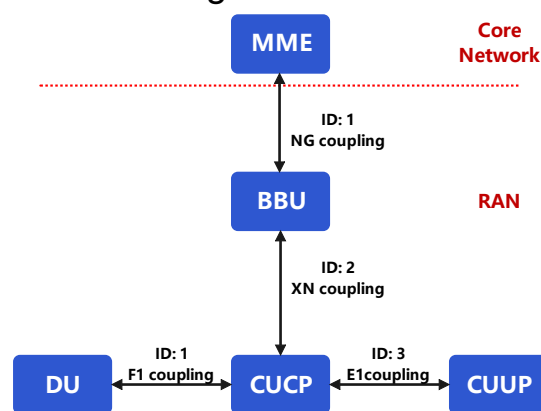 MME
Core
Network
ID: 1
NG coupling
BBU
RAN
ID: 2
XN coupling
ID: 1
F1 coupling
ID: 3
E1coupling
DU
CUCP
CUUP